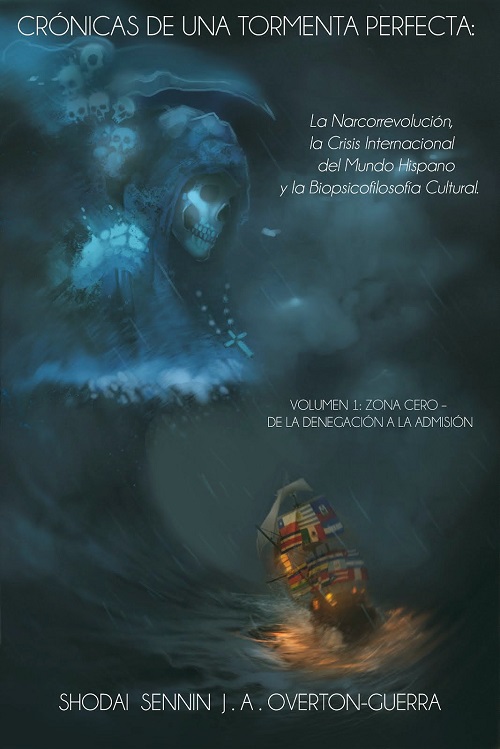 CRÓNICAS DE UNA TORMENTA PERFECTA:
La Narcorrevolución,
la Crisis Internacional
del Mundo Hispano
y la Biopsicofilosofía Cultural.
VOLUMEN 1: ZONA CERO –
DE LA DENEGACIÓN A LA ADMISIÓN
SHODAI SENNIN J. A. OVERTON-GUERRA